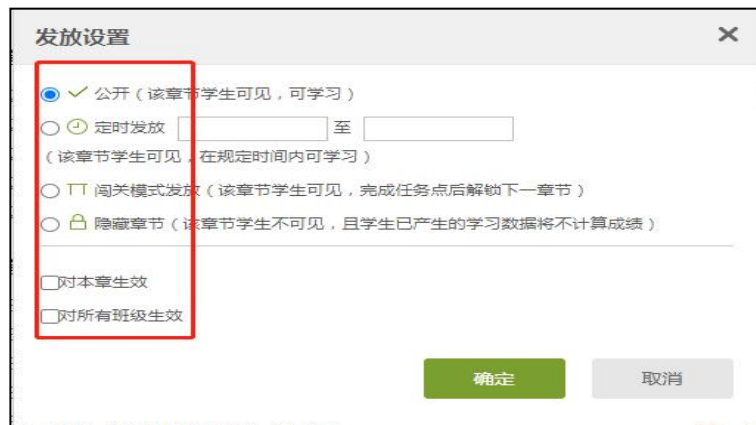 发放设置
公开（该章节学生可见，可学习）
定时发放 至
（该章节学生可见，在规定时间内可学习）
闯关模式发放（该章节学生可见，完成任务点后解锁下一章节）
隐藏章节（该章节学生不可见，且学生已产生的学习数据将不计算成绩）
对本章生效
对所有班级生效
确定 取消